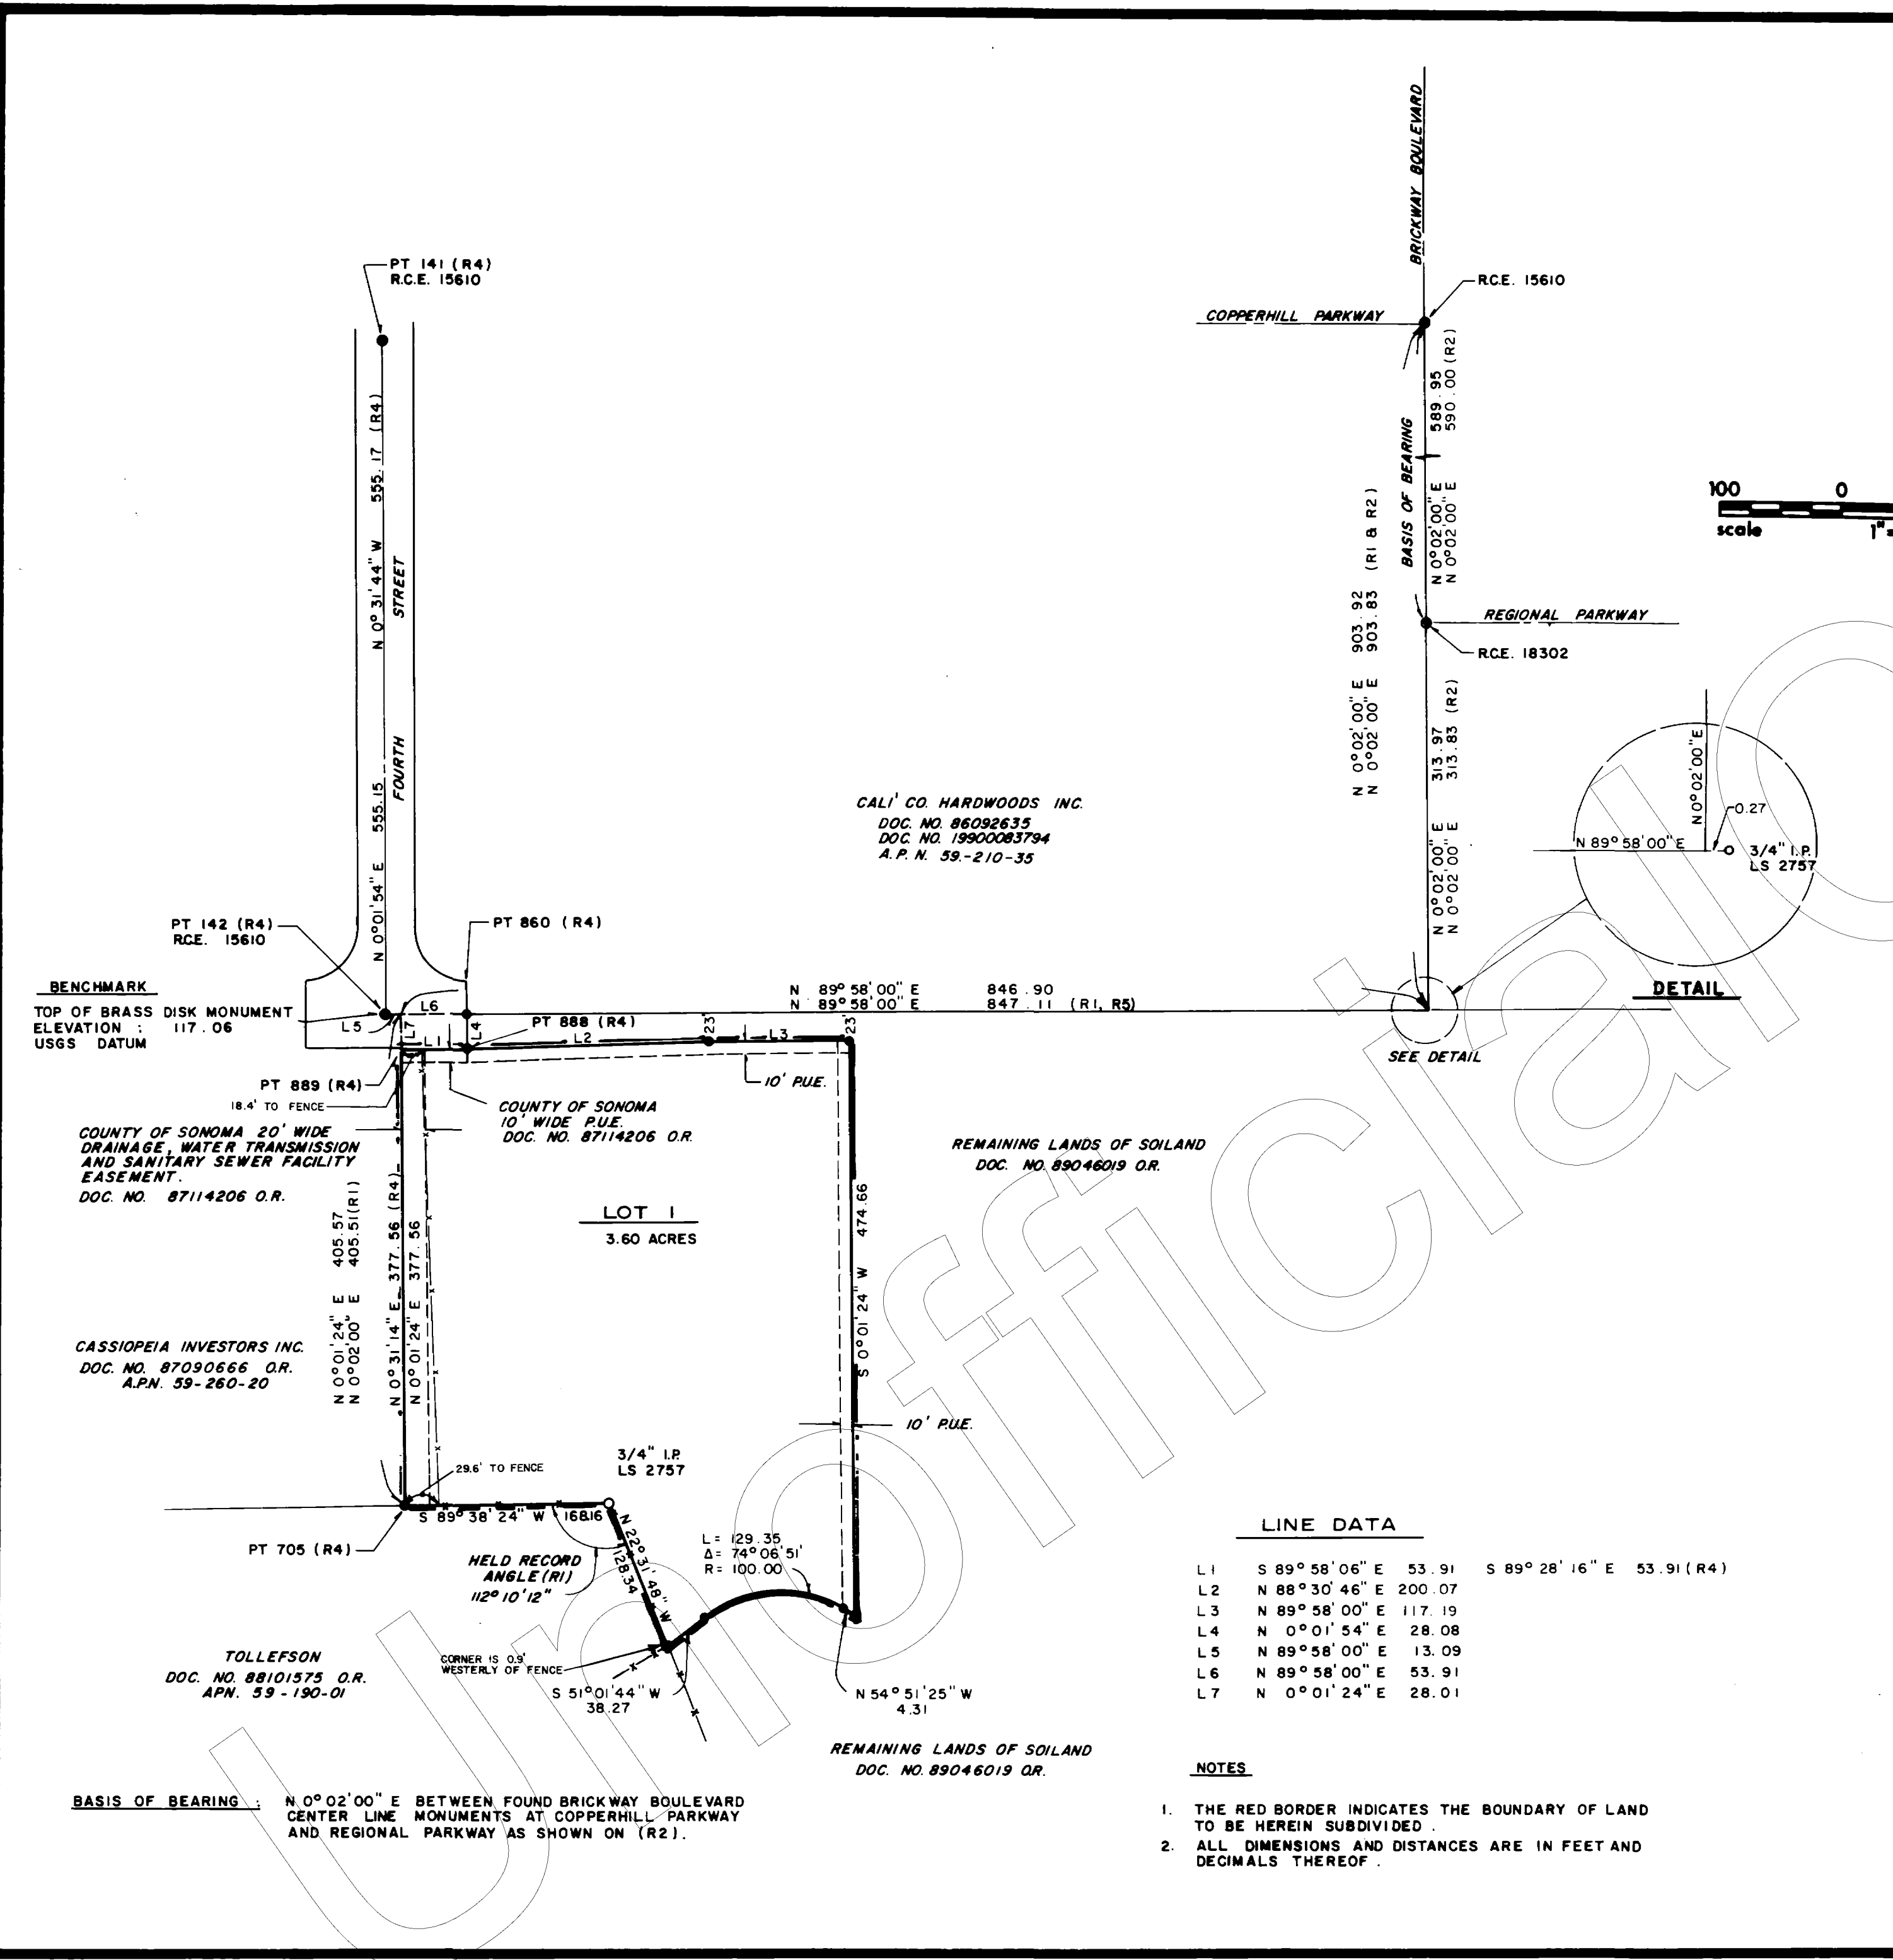 BRICKWAY BOULEVARD
PT 141 (R4)
R.C.E. 15610
R.C.E. 15610
COPPERHILL PARKWAY
589.95
590.00 (R2)
N 0°02'00" E
N 0°02'00" E
BASIS OF BEARING
100 0
scale 1"=
N 0°31'44" W 555.17 (R4)
N 0°01'54" E 555.15
FOURTH STREET
N 0°02'00" E 903.92 (R1 & R2)
N 0°02'00" E 903.83
REGIONAL PARKWAY
R.C.E. 18302
313.97
313.83 (R2)
N 0°02'00" E
N 0°02'00" E
N 0°02'00" E
0.27
N 89°58'00" E
3/4" I.P.
LS 2757
DETAIL
SEE DETAIL
CALI' CO. HARDWOODS INC.
DOC. NO. 86092635
DOC. NO. 19900083794
A.P.N. 59.-210-35
PT 142 (R4)
RCE. 15610
PT 860 (R4)
BENCHMARK
TOP OF BRASS DISK MONUMENT
ELEVATION : 117.06
USGS DATUM
N 89°58'00" E 846.90
N 89°58'00" E 847.11 (R1, R5)
L5
L6
L7
L4
L1
PT 888 (R4)
L2
23'
L3
23'
PT 889 (R4)
18.4' TO FENCE
10' P.U.E.
COUNTY OF SONOMA
10' WIDE P.U.E.
DOC. NO. 87114206 O.R.
COUNTY OF SONOMA 20' WIDE
DRAINAGE, WATER TRANSMISSION
AND SANITARY SEWER FACILITY
EASEMENT.
DOC. NO. 87114206 O.R.
REMAINING LANDS OF SOILAND
DOC. NO. 89046019 O.R.
LOT 1
3.60 ACRES
N 0°01'24" E 405.57
N 0°02'00" E 405.51(R1)
N 0°31'14" E 377.56 (R4)
N 0°01'24" E 377.56
S 0°01'24" W 474.66
CASSIOPEIA INVESTORS INC.
DOC. NO. 87090666 O.R.
A.P.N. 59-260-20
10' P.U.E.
29.6' TO FENCE
3/4" I.P.
LS 2757
S 89°38'24" W 168.16
PT 705 (R4)
HELD RECORD
ANGLE (R1)
112°10'12"
N 22°31'48" W
128.34
L= 129.35
Δ= 74°06'51'
R= 100.00
TOLLEFSON
DOC. NO. 88101575 O.R.
APN. 59-190-01
CORNER IS 0.9'
WESTERLY OF FENCE
S 51°01'44" W
38.27
N 54°51'25" W
4.31
REMAINING LANDS OF SOILAND
DOC. NO. 89046019 O.R.
LINE DATA
L1 S 89°58'06" E 53.91 S 89°28'16" E 53.91 (R4)
L2 N 88°30'46" E 200.07
L3 N 89°58'00" E 117.19
L4 N 0°01'54" E 28.08
L5 N 89°58'00" E 13.09
L6 N 89°58'00" E 53.91
L7 N 0°01'24" E 28.01
BASIS OF BEARING : N 0°02'00" E BETWEEN FOUND BRICKWAY BOULEVARD
CENTER LINE MONUMENTS AT COPPERHILL PARKWAY
AND REGIONAL PARKWAY AS SHOWN ON (R2).
NOTES
1. THE RED BORDER INDICATES THE BOUNDARY OF LAND
TO BE HEREIN SUBDIVIDED .
2. ALL DIMENSIONS AND DISTANCES ARE IN FEET AND
DECIMALS THEREOF .
Unofficial